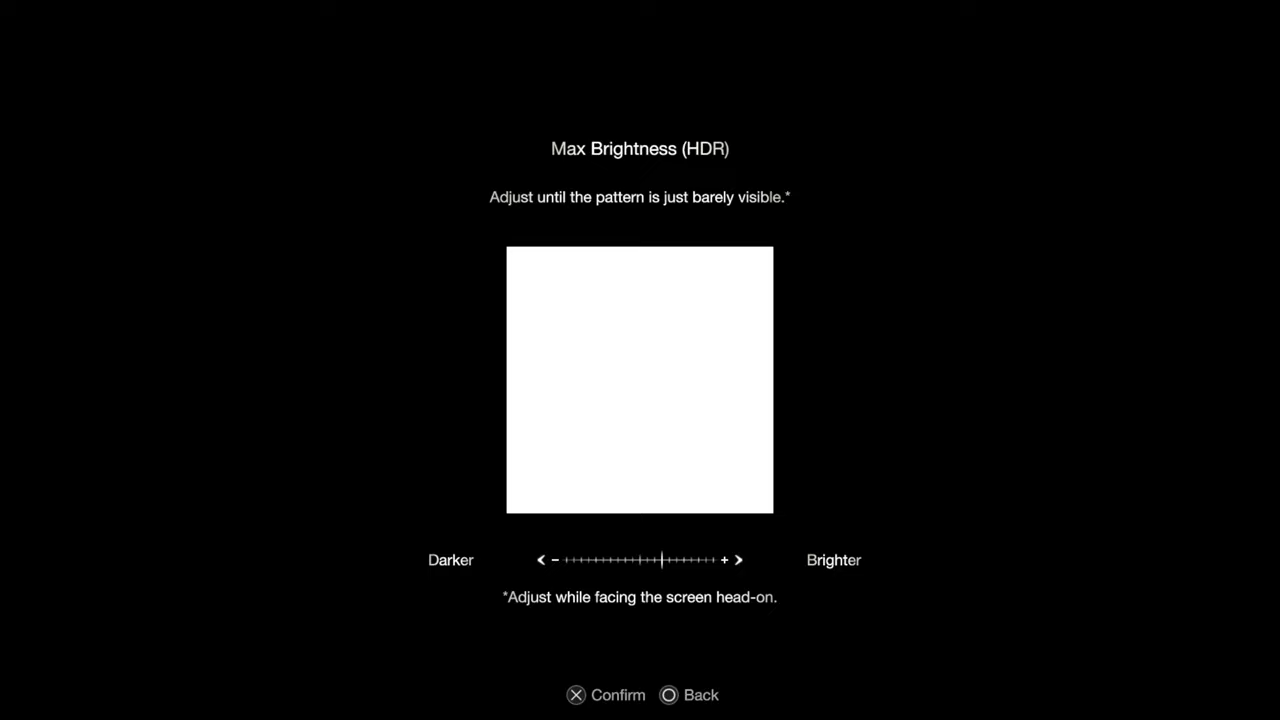 Max Brightness (HDR)
Adjust until the pattern is just barely visible.*
Darker - + Brighter
*Adjust while facing the screen head-on.
Confirm Back